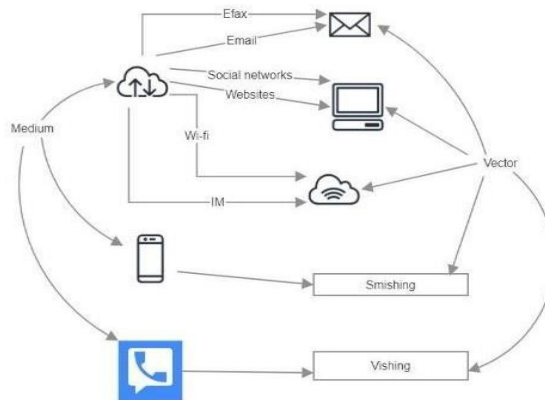 Efax
Email
Social networks
Websites
Medium
Wi-fi
Vector
IM
Smishing
Vishing